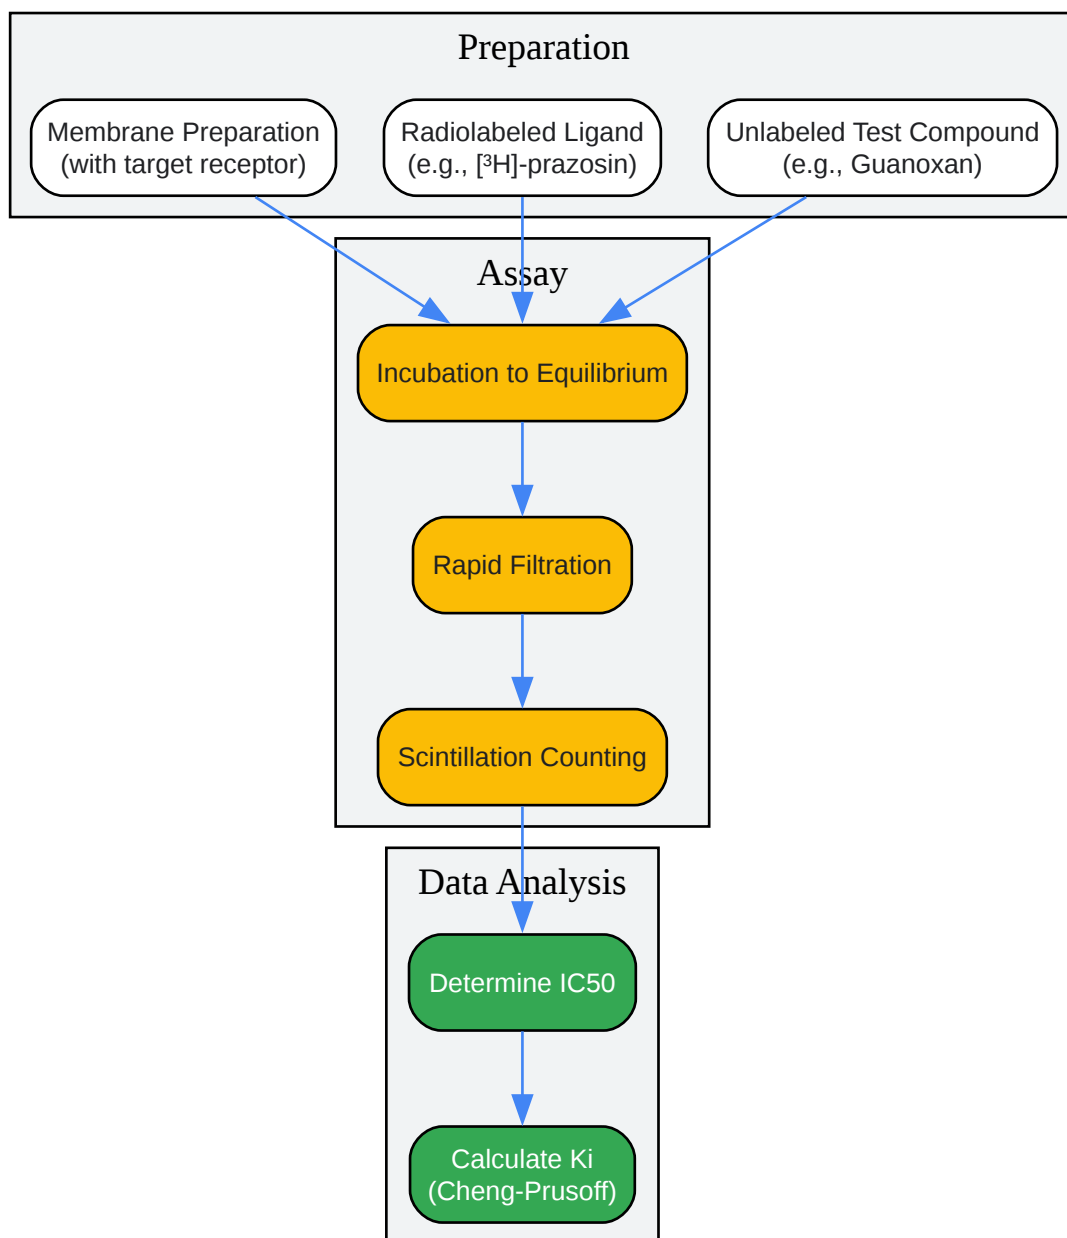 Preparation
Membrane Preparation
(with target receptor)
Radiolabeled Ligand
(e.g., [³H]-prazosin)
Unlabeled Test Compound
(e.g., Guanoxan)
Assay
Incubation to Equilibrium
Rapid Filtration
Scintillation Counting
Data Analysis
Determine IC50
Calculate Ki
(Cheng-Prusoff)